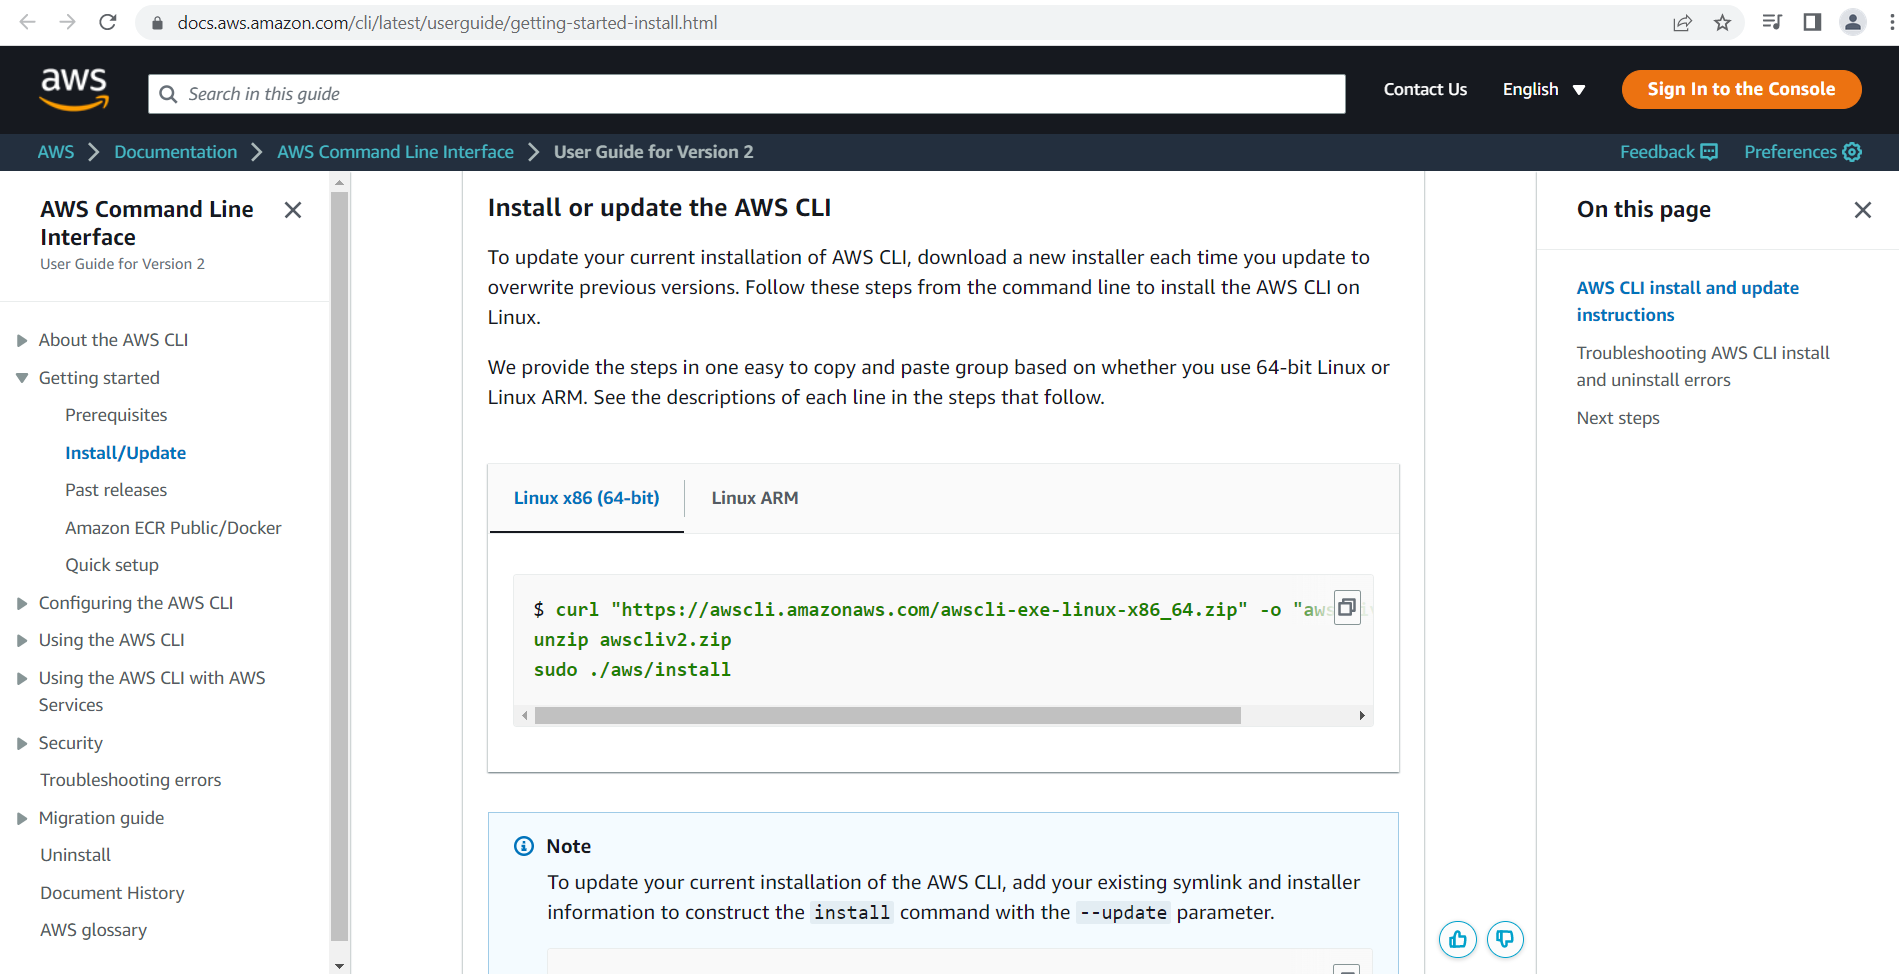 docs.aws.amazon.com/cli/latest/userguide/getting-started-install.html
aws
Search in this guide
Contact Us
English
Sign In to the Console
AWS
Documentation
AWS Command Line Interface
User Guide for Version 2
Feedback
Preferences
AWS Command Line
Interface
User Guide for Version 2
About the AWS CLI
Getting started
Prerequisites
Install/Update
Past releases
Amazon ECR Public/Docker
Quick setup
Configuring the AWS CLI
Using the AWS CLI
Using the AWS CLI with AWS
Services
Security
Troubleshooting errors
Migration guide
Uninstall
Document History
AWS glossary
Install or update the AWS CLI
To update your current installation of AWS CLI, download a new installer each time you update to
overwrite previous versions. Follow these steps from the command line to install the AWS CLI on
Linux.
We provide the steps in one easy to copy and paste group based on whether you use 64-bit Linux or
Linux ARM. See the descriptions of each line in the steps that follow.
Linux x86 (64-bit)
Linux ARM
$ curl "https://awscli.amazonaws.com/awscli-exe-linux-x86_64.zip" -o
unzip awscliv2.zip
sudo ./aws/install
Note
To update your current installation of the AWS CLI, add your existing symlink and installer
information to construct the install command with the --update parameter.
On this page
AWS CLI install and update
instructions
Troubleshooting AWS CLI install
and uninstall errors
Next steps